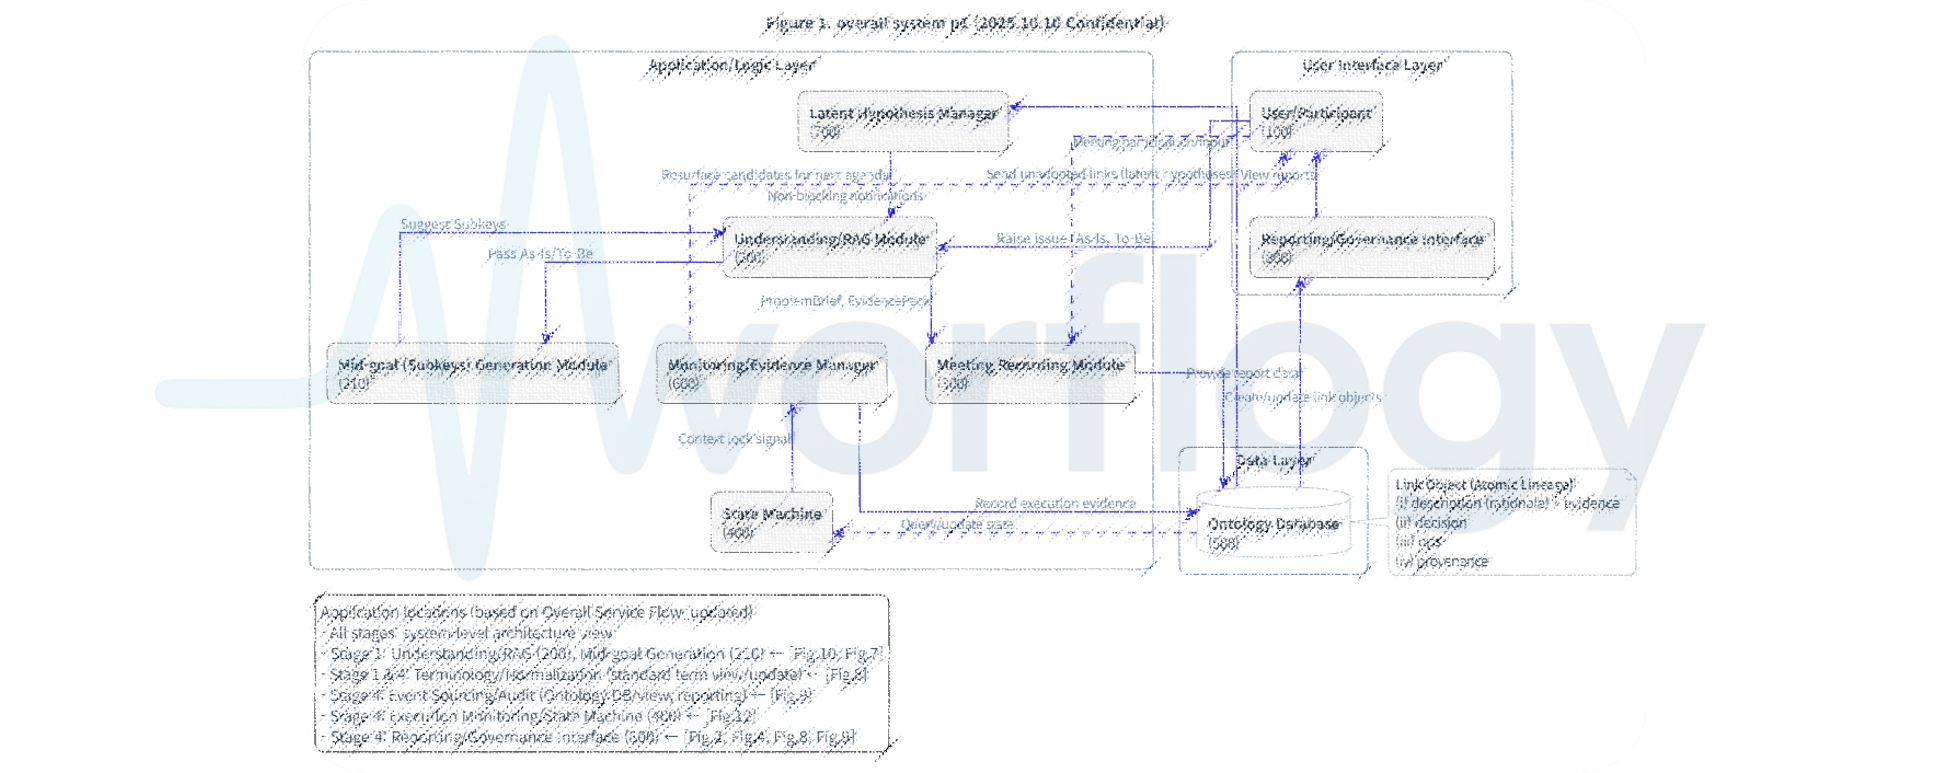 Figure 1. overall system pt (2025.10.10 Confidential)
Application/Logic Layer
User Interface Layer
Latent Hypothesis Manager
(700)
User/Participant
(100)
Meeting participation/input
Resurface candidates for next agenda
Send unadopted links (latent hypotheses)
View reports
Non-blocking notifications
Suggest Subkeys
Understanding/RAG Module
(200)
Raise issue (As-Is, To-Be)
Reporting/Governance Interface
Pass As-Is/To-Be
ProblemBrief, EvidencePack
Mid-goal (Subkeys) Generation Module
(210)
Monitoring/Evidence Manager
(600)
Meeting Recording Module
(300)
Provide report data
Create/update link objects
worflogy
Context lock signal
Data Layer
State Machine
(400)
Record execution evidence
Query/update state
Ontology Database
(500)
Link Object (Atomic Lineage)
(i) description (rationale) + evidence
(ii) decision
(iii) ops
(iv) provenance
Application locations (based on Overall Service Flow, updated)
- All stages: system-level architecture view
- Stage 1: Understanding/RAG (200), Mid-goal Generation (210) ← [Fig.10, Fig.7]
- Stage 1 & 4: Terminology/Normalization (standard term view/update) ← [Fig.8]
- Stage 4: Event Sourcing/Audit (Ontology DB/view, reporting) ← [Fig.9]
- Stage 4: Execution Monitoring/State Machine (400) ← [Fig.12]
- Stage 4: Reporting/Governance Interface ← [Fig.2, Fig.4, Fig.8, Fig.9]